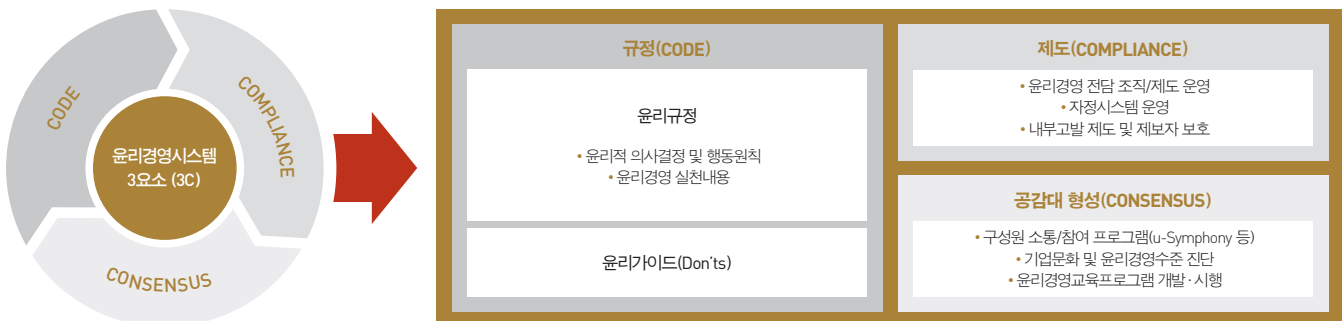 CODE
COMPLIANCE
CONSENSUS
윤리경영시스템
3요소 (3C)
규정(CODE)
윤리규정
• 윤리적 의사결정 및 행동원칙
• 윤리경영 실천내용
윤리가이드(Don'ts)
제도(COMPLIANCE)
• 윤리경영 전담 조직/제도 운영
• 자정시스템 운영
• 내부고발 제도 및 제보자 보호
공감대 형성(CONSENSUS)
• 구성원 소통/참여 프로그램(u-Symphony 등)
• 기업문화 및 윤리경영수준 진단
• 윤리경영교육프로그램 개발·시행